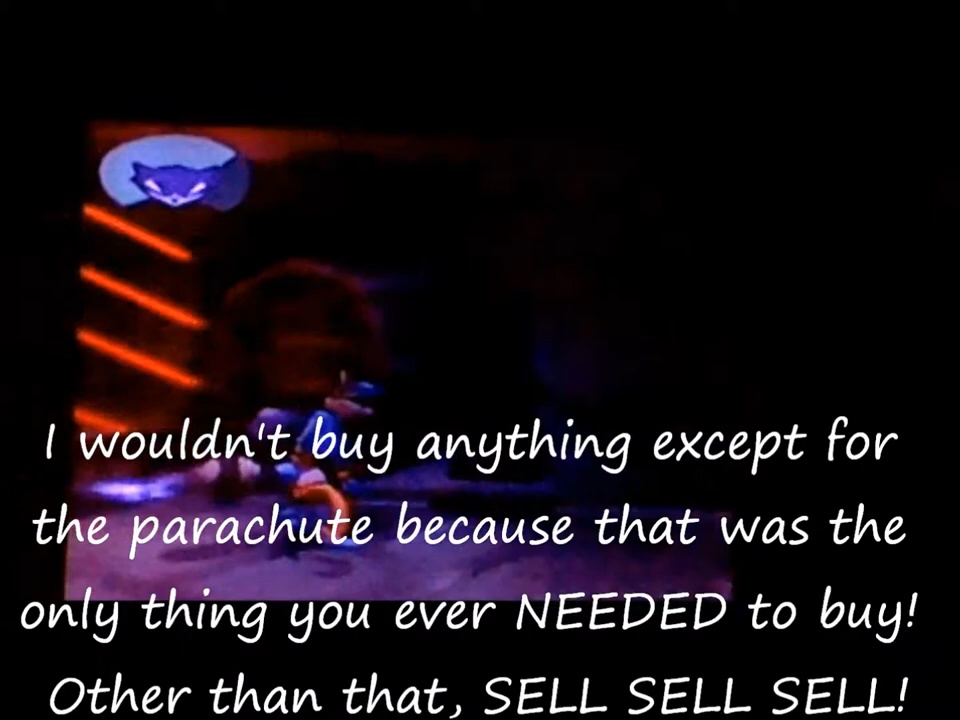 I wouldn't buy anything except for
the parachute because that was the
only thing you ever NEEDED to buy!
Other than that, SELL SELL SELL!